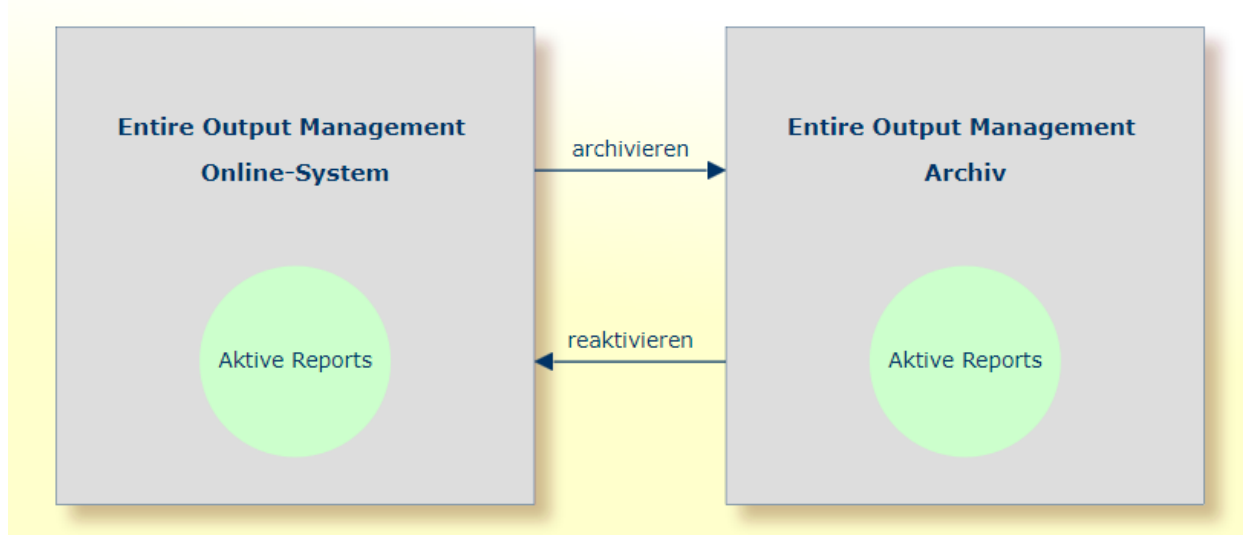 Entire Output Management
Online-System
Aktive Reports
archivieren
reaktivieren
Entire Output Management
Archiv
Aktive Reports